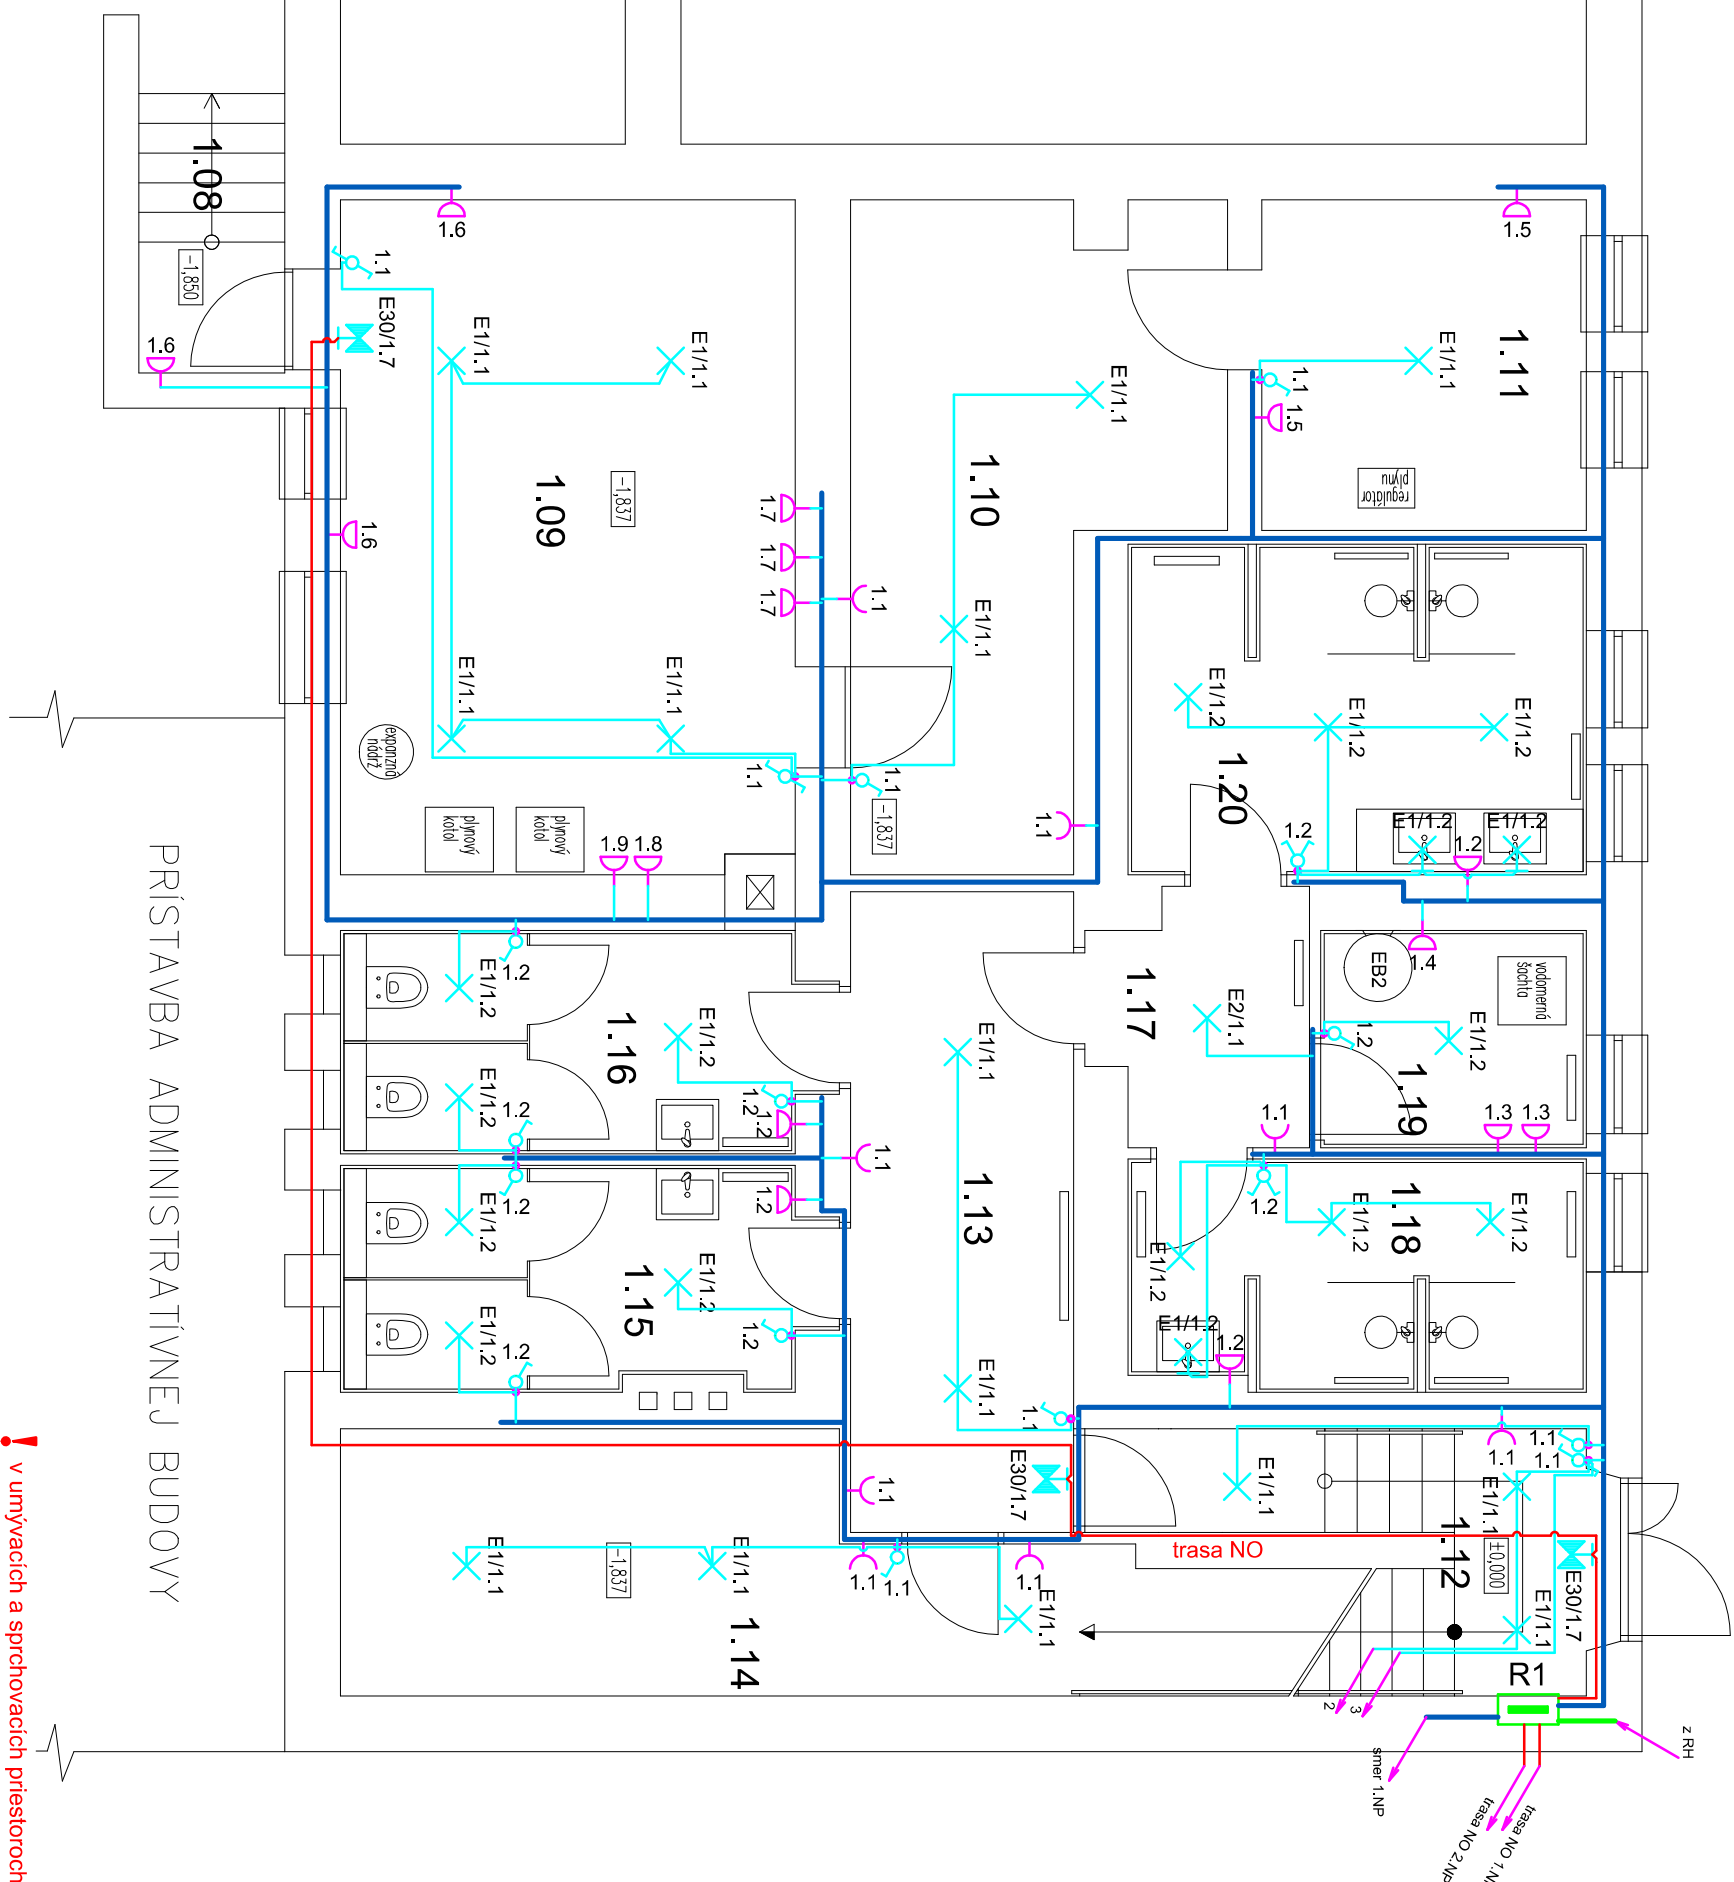 1.08
-1,850
1.6
1.6
1.1
E30/1.7
E1/1.1
E1/1.1
1.09
-1,837
1.6
1.7
1.7
1.7
E1/1.1
E1/1.1
1.1
expanzná
nádrž
plynový
kotol
plynový
kotol
1.9
1.8
E1/1.1
1.10
1.1
E1/1.1
1.1
-1,837
1.1
1.5
1.11
E1/1.1
1.1
1.5
regulátor
plynu
E1/1.2
E1/1.2
E1/1.2
1.20
1.2
E1/1.2
E1/1.2
1.2
1.4
EB2
vodomerná
šachta
1.17
E2/1.1
1.2
E1/1.2
1.19
1.1
1.3
1.3
1.2
E1/1.2
1.18
E1/1.2
E1/1.2
E1/1.2
1.2
1.2
E1/1.2
1.16
E1/1.2
E1/1.2
1.2
1.2
1.2
1.1
E1/1.1
1.13
1.2
E1/1.2
1.2
1.15
E1/1.2
E1/1.2
1.2
1.2
E1/1.1
1.1
E30/1.7
1.1
E1/1.1
1.1
1.1
1.1
E1/1.1
1.12
±0,000
E30/1.7
E1/1.1
trasa NO
E1/1.1
-1,837
E1/1.1
1.1
1.1
1.1
E1/1.1
1.14
R1
2
3
z RH
smer 1.NP
trasa NO 1.N
trasa NO 2.NP
PRÍSTAVBA ADMINISTRATÍVNEJ BUDOVY
! v umývacích a sprchovacích priestoroch